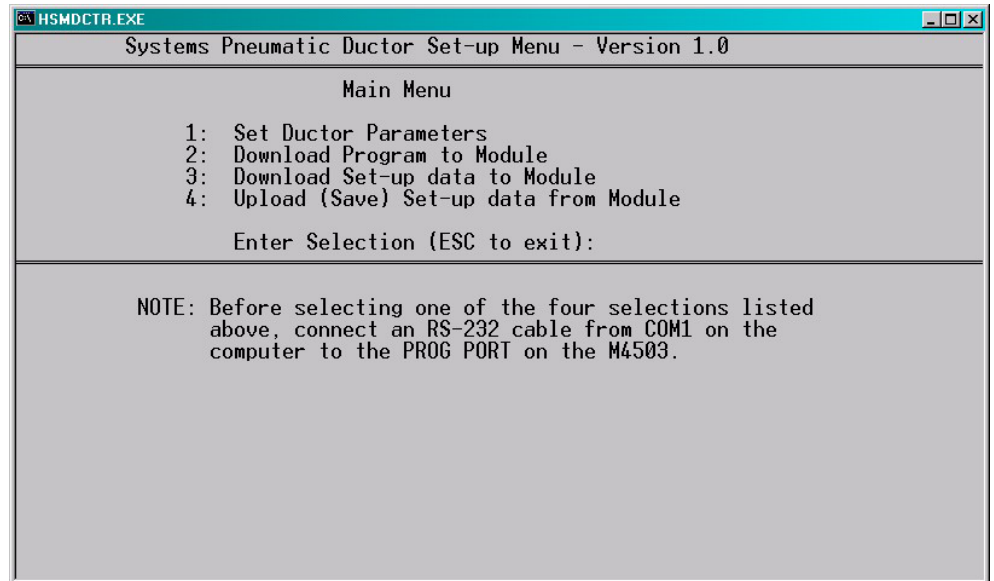 HSMDCTR.EXE
Systems Pneumatic Ductor Set-up Menu - Version 1.0
Main Menu
1: Set Ductor Parameters
2: Download Program to Module
3: Download Set-up data to Module
4: Upload (Save) Set-up data from Module
Enter Selection (ESC to exit):
NOTE: Before selecting one of the four selections listed
above, connect an RS-232 cable from COM1 on the
computer to the PROG PORT on the M4503.